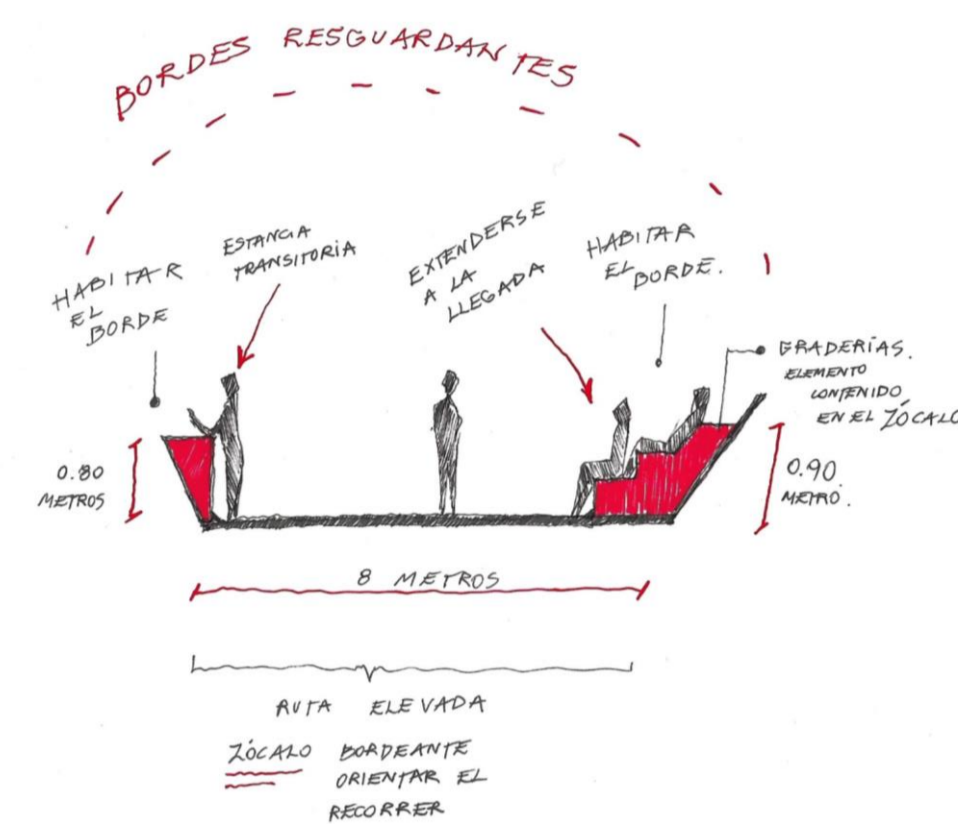 BORDES RESGUARDANTES
HABITAR
EL
BORDE
ESTANCIA
TRANSITORIA
EXTENDERSE
A LA
LLEGADA
HABITAR
EL
BORDE.
GRADERÍAS.
ELEMENTO
CONTENIDO
EN EL ZÓCALO
0.80
METROS
0.90
METRO.
8 METROS
RUTA ELEVADA
ZÓCALO BORDEANTE
ORIENTAR EL
RECORRER